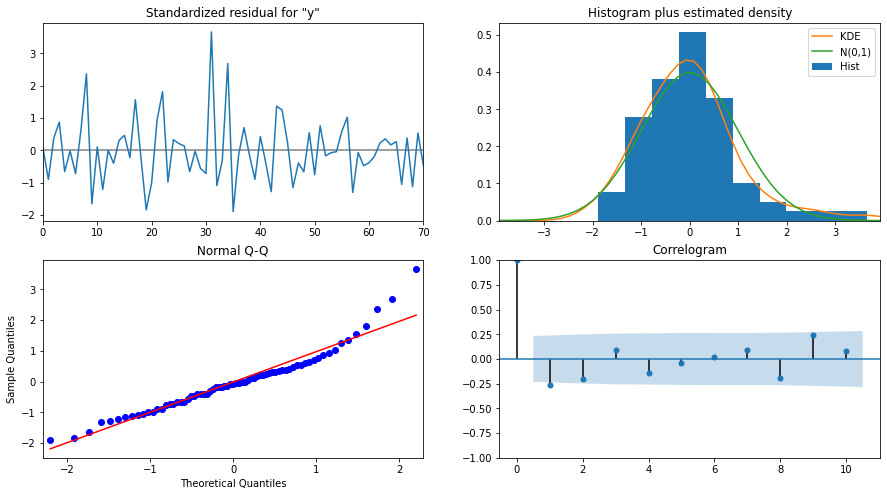 Standardized residual for "y"
3
2
1
0
−1
−2
0 10 20 30 40 50 60 70
Histogram plus estimated density
KDE
N(0,1)
Hist
0.5
0.4
0.3
0.2
0.1
0.0
−3 −2 −1 0 1 2 3
Normal Q-Q
Sample Quantiles
3
2
1
0
−1
−2
−2 −1 0 1 2
Theoretical Quantiles
Correlogram
1.00
0.75
0.50
0.25
0.00
−0.25
−0.50
−0.75
−1.00
0 2 4 6 8 10